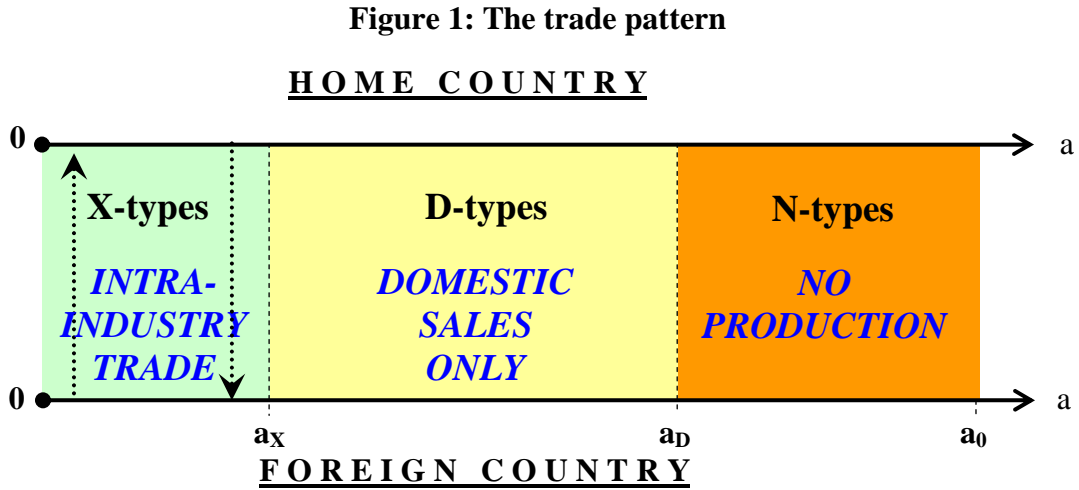 Figure 1: The trade pattern
HOME COUNTRY
0
a
X-types
D-types
N-types
INTRA-
INDUSTRY
TRADE
DOMESTIC
SALES
ONLY
NO
PRODUCTION
0
a
aX
aD
a0
FOREIGN COUNTRY